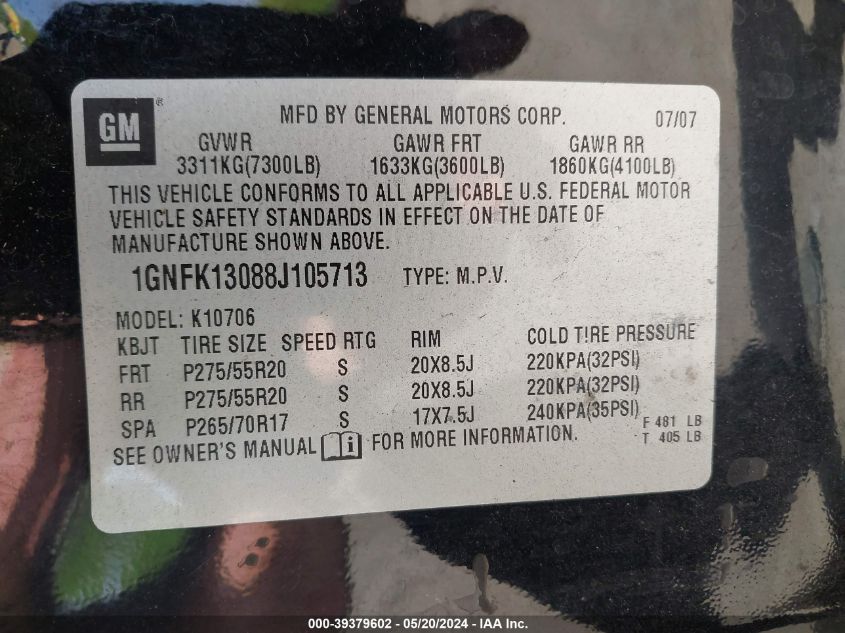 GM ®
MFD BY GENERAL MOTORS CORP. 07/07
GVWR GAWR FRT GAWR RR
3311KG(7300LB) 1633KG(3600LB) 1860KG(4100LB)
THIS VEHICLE CONFORMS TO ALL APPLICABLE U.S. FEDERAL MOTOR
VEHICLE SAFETY STANDARDS IN EFFECT ON THE DATE OF
MANUFACTURE SHOWN ABOVE.
1GNFK13088J105713 TYPE: M.P.V.
MODEL: K10706
KBJT TIRE SIZE SPEED RTG RIM COLD TIRE PRESSURE
FRT P275/55R20 S 20X8.5J 220KPA(32PSI)
RR P275/55R20 S 20X8.5J 220KPA(32PSI)
SPA P265/70R17 S 17X7.5J 240KPA(35PSI)
F 481 LB
T 405 LB
SEE OWNER'S MANUAL FOR MORE INFORMATION.
000-39379602 - 05/20/2024 - IAA Inc.